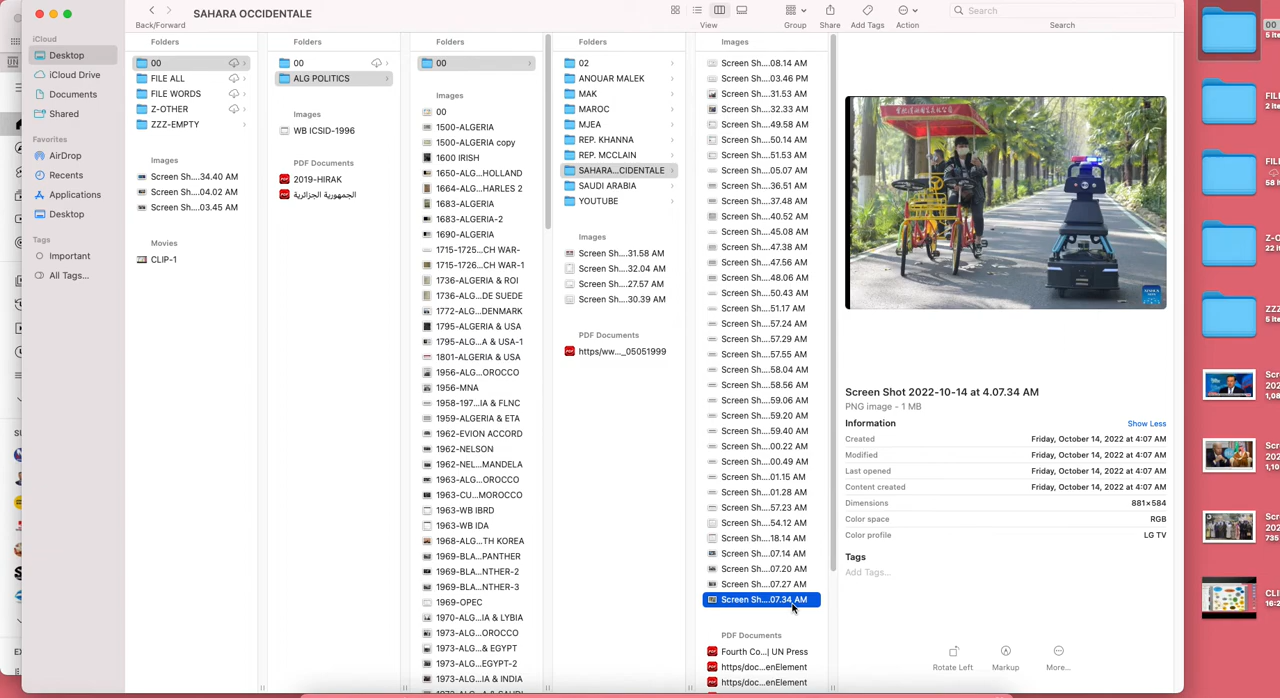 SAHARA OCCIDENTALE
Back/Forward
View
Group
Share
Add Tags
Action
Search
Search
iCloud
Desktop
iCloud Drive
Documents
Shared
Favorites
AirDrop
Recents
Applications
Desktop
Tags
Important
All Tags...
Folders
00
FILE ALL
FILE WORDS
Z-OTHER
ZZZ-EMPTY
Images
Screen Sh....34.40 AM
Screen Sh....04.02 AM
Screen Sh....03.45 AM
Movies
CLIP-1
Folders
00
ALG POLITICS
Images
WB ICSID-1996
PDF Documents
2019-HIRAK
الجمهورية الجزائرية
Folders
00
Images
00
1500-ALGERIA
1500-ALGERIA copy
1600 IRISH
1650-ALG...HOLLAND
1664-ALG...HARLES 2
1683-ALGERIA
1683-ALGERIA-2
1690-ALGERIA
1715-1725...CH WAR-
1715-1726...CH WAR-1
1736-ALGERIA & ROI
1736-ALG...DE SUEDE
1772-ALG...DENMARK
1795-ALGERIA & USA
1795-ALG...A & USA-1
1801-ALGERIA & USA
1956-ALG...OROCCO
1956-MNA
1958-197...IA & FLNC
1959-ALGERIA & ETA
1962-EVION ACCORD
1962-NELSON
1962-NEL...MANDELA
1963-ALG...OROCCO
1963-CU...MOROCCO
1963-WB IBRD
1963-WB IDA
1968-ALG...TH KOREA
1969-BLA...PANTHER
1969-BLA...NTHER-2
1969-BLA...NTHER-3
1969-OPEC
1970-ALG...IA & LYBIA
1973-ALG...OROCCO
1973-ALG...& EGYPT
1973-ALG...EGYPT-2
1973-ALG...IA & INDIA
Folders
02
ANOUAR MALEK
MAK
MAROC
MJEA
REP. KHANNA
REP. MCCLAIN
SAHARA...CIDENTALE
SAUDI ARABIA
YOUTUBE
Images
Screen Sh....31.58 AM
Screen Sh....32.04 AM
Screen Sh....27.57 AM
Screen Sh....30.39 AM
PDF Documents
https/ww..._05051999
Images
Screen Sh....08.14 AM
Screen Sh....03.46 PM
Screen Sh....31.53 AM
Screen Sh....32.33 AM
Screen Sh....49.58 AM
Screen Sh....50.14 AM
Screen Sh....51.53 AM
Screen Sh....05.07 AM
Screen Sh....36.51 AM
Screen Sh....37.48 AM
Screen Sh....40.52 AM
Screen Sh....45.08 AM
Screen Sh....47.38 AM
Screen Sh....47.56 AM
Screen Sh....48.06 AM
Screen Sh....50.43 AM
Screen Sh....51.17 AM
Screen Sh....57.24 AM
Screen Sh....57.29 AM
Screen Sh....57.55 AM
Screen Sh....58.04 AM
Screen Sh....58.56 AM
Screen Sh....59.06 AM
Screen Sh....59.20 AM
Screen Sh....59.40 AM
Screen Sh....00.22 AM
Screen Sh....00.49 AM
Screen Sh....01.15 AM
Screen Sh....01.28 AM
Screen Sh....57.23 AM
Screen Sh....54.12 AM
Screen Sh....18.14 AM
Screen Sh....07.14 AM
Screen Sh....07.20 AM
Screen Sh....07.27 AM
Screen Sh....07.34 AM
PDF Documents
Fourth Co...| UN Press
https/doc...enElement
https/doc...enElement
Screen Shot 2022-10-14 at 4.07.34 AM
PNG image - 1 MB
Information
Show Less
Created
Friday, October 14, 2022 at 4:07 AM
Modified
Friday, October 14, 2022 at 4:07 AM
Last opened
Friday, October 14, 2022 at 4:07 AM
Content created
Friday, October 14, 2022 at 4:07 AM
Dimensions
881×584
Color space
RGB
Color profile
LG TV
Tags
Add Tags...
Rotate Left
Markup
More...
00